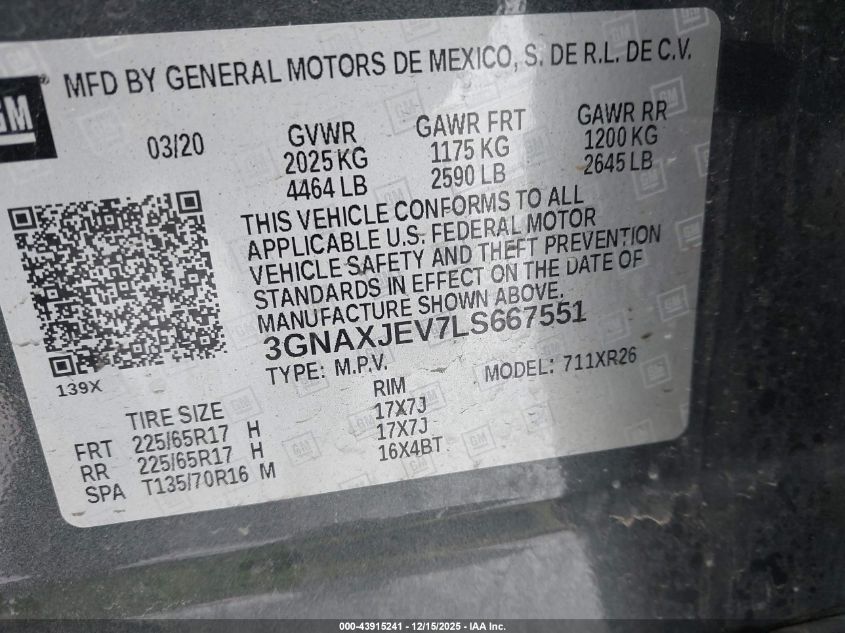 GM
MFD BY GENERAL MOTORS DE MEXICO, S. DE R.L. DE C.V.
03/20
GVWR
2025 KG
4464 LB
GAWR FRT
1175 KG
2590 LB
GAWR RR
1200 KG
2645 LB
THIS VEHICLE CONFORMS TO ALL
APPLICABLE U.S. FEDERAL MOTOR
VEHICLE SAFETY AND THEFT PREVENTION
STANDARDS IN EFFECT ON THE DATE OF
MANUFACTURE SHOWN ABOVE.
3GNAXJEV7LS667551
139X
TYPE: M.P.V. MODEL: 711XR26
TIRE SIZE RIM
FRT 225/65R17 H 17X7J
RR 225/65R17 H 17X7J
SPA T135/70R16 M 16X4BT
000-43915241 - 12/15/2025 - IAA Inc.